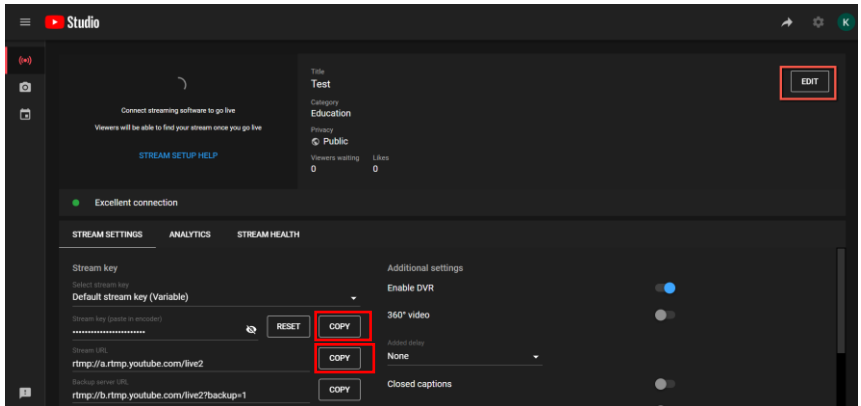 Studio
K
Title
Test
EDIT
Category
Education
Connect streaming software to go live
Viewers will be able to find your stream once you go live
Privacy
Public
STREAM SETUP HELP
Viewers waiting Likes
0 0
Excellent connection
STREAM SETTINGS ANALYTICS STREAM HEALTH
Stream key
Select stream key
Default stream key (Variable)
Stream key (paste in encoder)
••••••••••••••••••••••••
RESET COPY
Stream URL
rtmp://a.rtmp.youtube.com/live2
COPY
Backup server URL
rtmp://b.rtmp.youtube.com/live2?backup=1
COPY
Additional settings
Enable DVR
360° video
Added delay
None
Closed captions